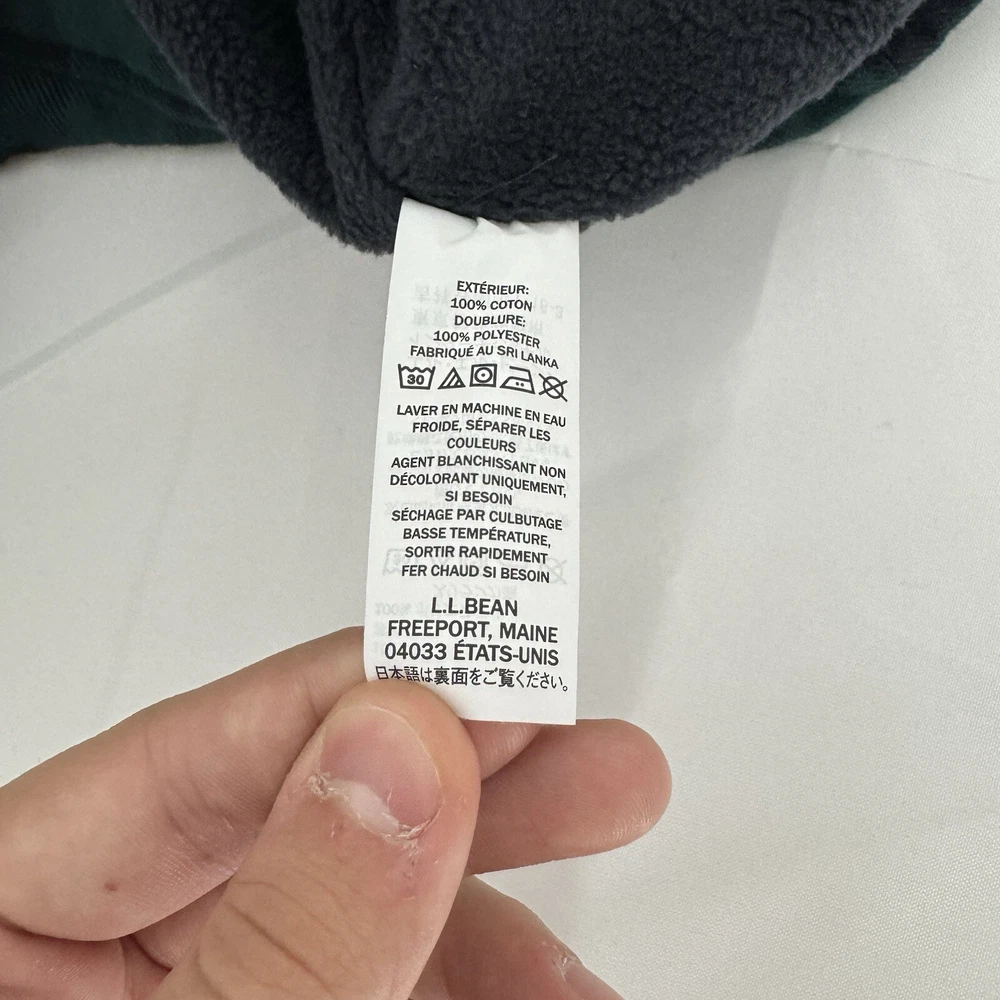 EXTÉRIEUR:
100% COTON
DOUBLURE:
100% POLYESTER
FABRIQUÉ AU SRI LANKA
30
LAVER EN MACHINE EN EAU
FROIDE, SÉPARER LES
COULEURS
AGENT BLANCHISSANT NON
DÉCOLORANT UNIQUEMENT,
SI BESOIN
SÉCHAGE PAR CULBUTAGE
BASSE TEMPÉRATURE,
SORTIR RAPIDEMENT
FER CHAUD SI BESOIN
L.L.BEAN
FREEPORT, MAINE
04033 ÉTATS-UNIS
日本語は裏面をご覧ください。